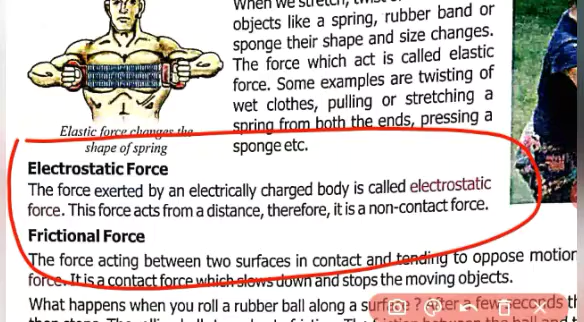 When we stretch, twist
objects like a spring, rubber band or
sponge their shape and size changes.
The force which act is called elastic
force. Some examples are twisting of
wet clothes, pulling or stretching a
spring from both the ends, pressing a
sponge etc.
Elastic force changes the
shape of spring
Electrostatic Force
The force exerted by an electrically charged body is called electrostatic
force. This force acts from a distance, therefore, it is a non-contact force.
Frictional Force
The force acting between two surfaces in contact and tending to oppose motion
force. It is a contact force which slows down and stops the moving objects.
What happens when you roll a rubber ball along a surface ? After a few seconds